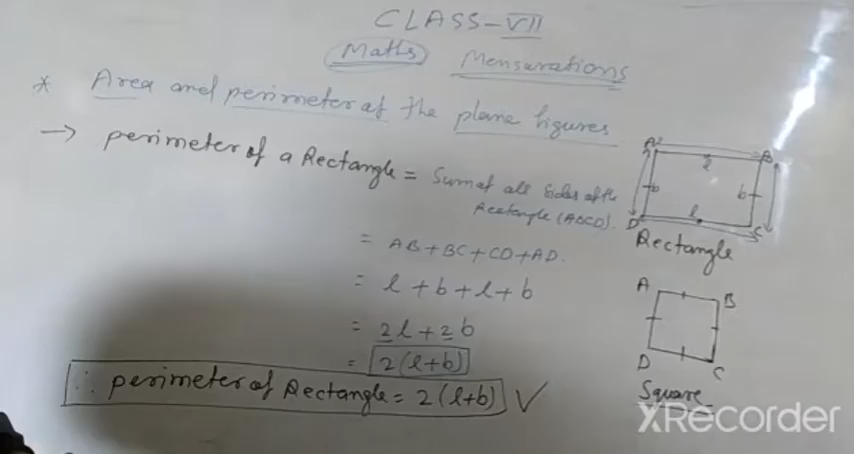 CLASS-VII
Maths Mensurations
* Area and perimeter of the plane figures
→ perimeter of a Rectangle = Sum of all Sides of the
Rectangle (ABCD).
= AB+BC+CD+AD.
= l + b + l + b
= 2l + 2b
= 2(l+b)
∴ perimeter of Rectangle = 2(l+b) ✓
A B
l
b b
l
D C
Rectangle
A B
D C
Square
XRecorder